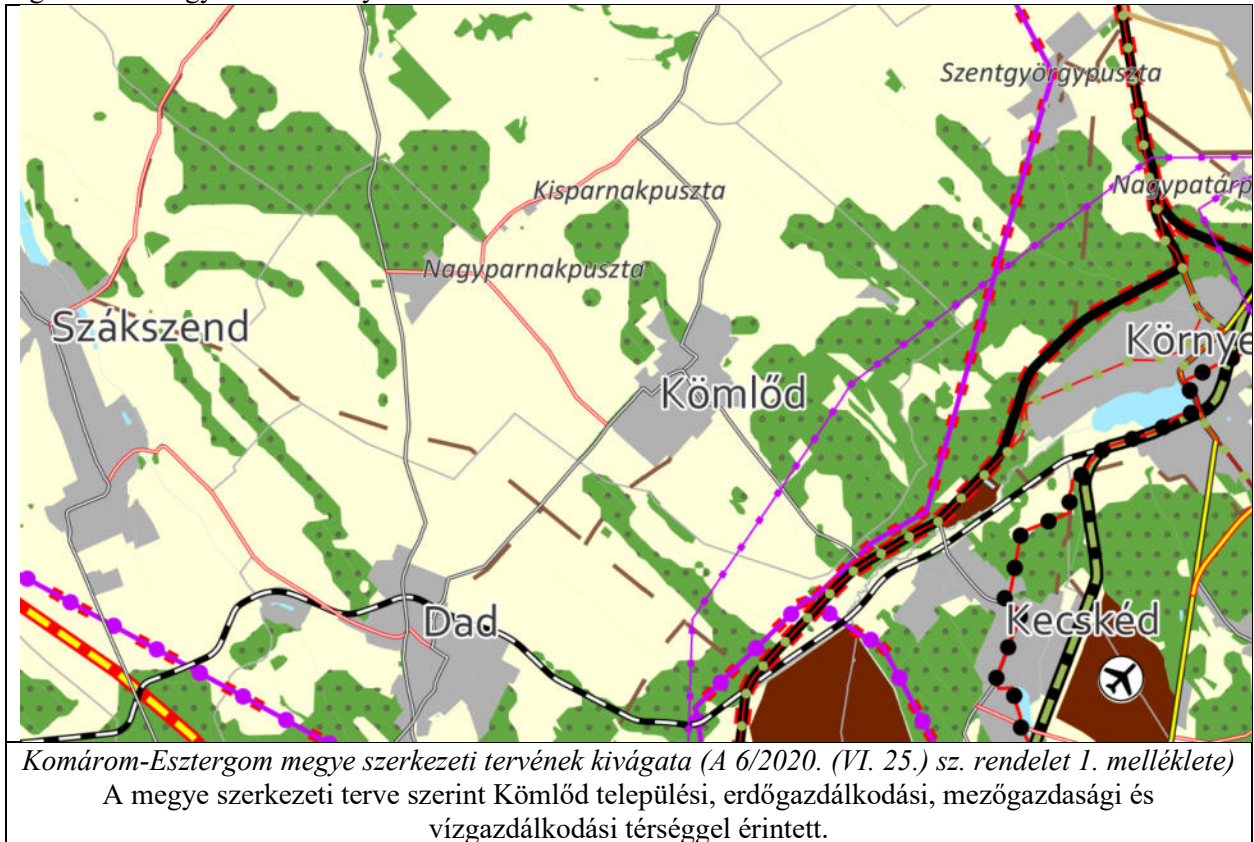 Szentgyörgypuszta
Kisparnakpuszta
Nagypatárp
Nagyparnakpuszta
Szákszend
Környe
Kömlőd
Dad
Kecskéd
Komárom-Esztergom megye szerkezeti tervének kivágata (A 6/2020. (VI. 25.) sz. rendelet 1. melléklete)
A megye szerkezeti terve szerint Kömlőd települési, erdőgazdálkodási, mezőgazdasági és
vízgazdálkodási térséggel érintett.